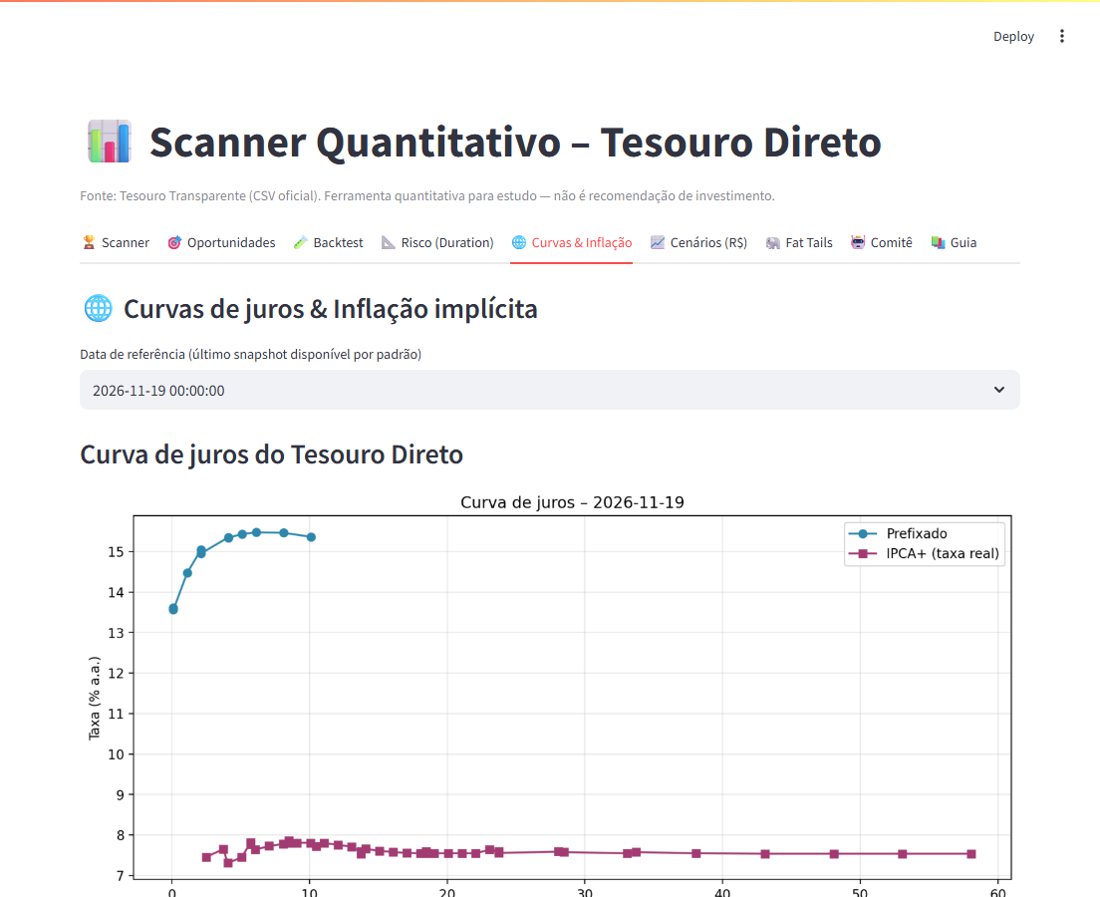 Deploy
Scanner Quantitativo – Tesouro Direto
Fonte: Tesouro Transparente (CSV oficial). Ferramenta quantitativa para estudo — não é recomendação de investimento.
Scanner Oportunidades Backtest Risco (Duration) Curvas & Inflação Cenários (R$) Fat Tails Comitê Guia
Curvas de juros & Inflação implícita
Data de referência (último snapshot disponível por padrão)
2026-11-19 00:00:00
Curva de juros do Tesouro Direto
Curva de juros – 2026-11-19
Prefixado
IPCA+ (taxa real)
Taxa (% a.a.)
15
14
13
12
11
10
9
8
7
0 10 20 30 40 50 60